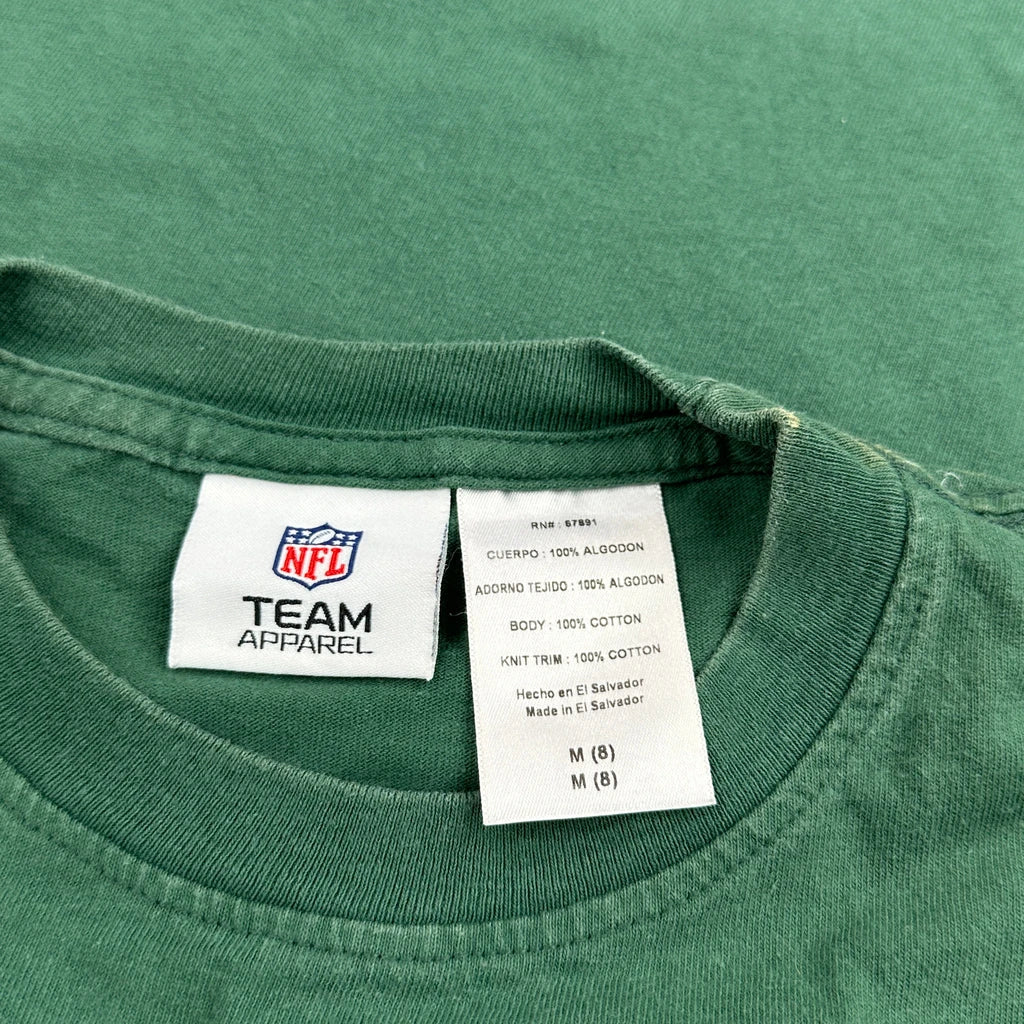 NFL
TEAM
APPAREL
RN# : 67891
CUERPO : 100% ALGODON
ADORNO TEJIDO : 100% ALGODON
BODY : 100% COTTON
KNIT TRIM : 100% COTTON
Hecho en El Salvador
Made in El Salvador
M (8)
M (8)